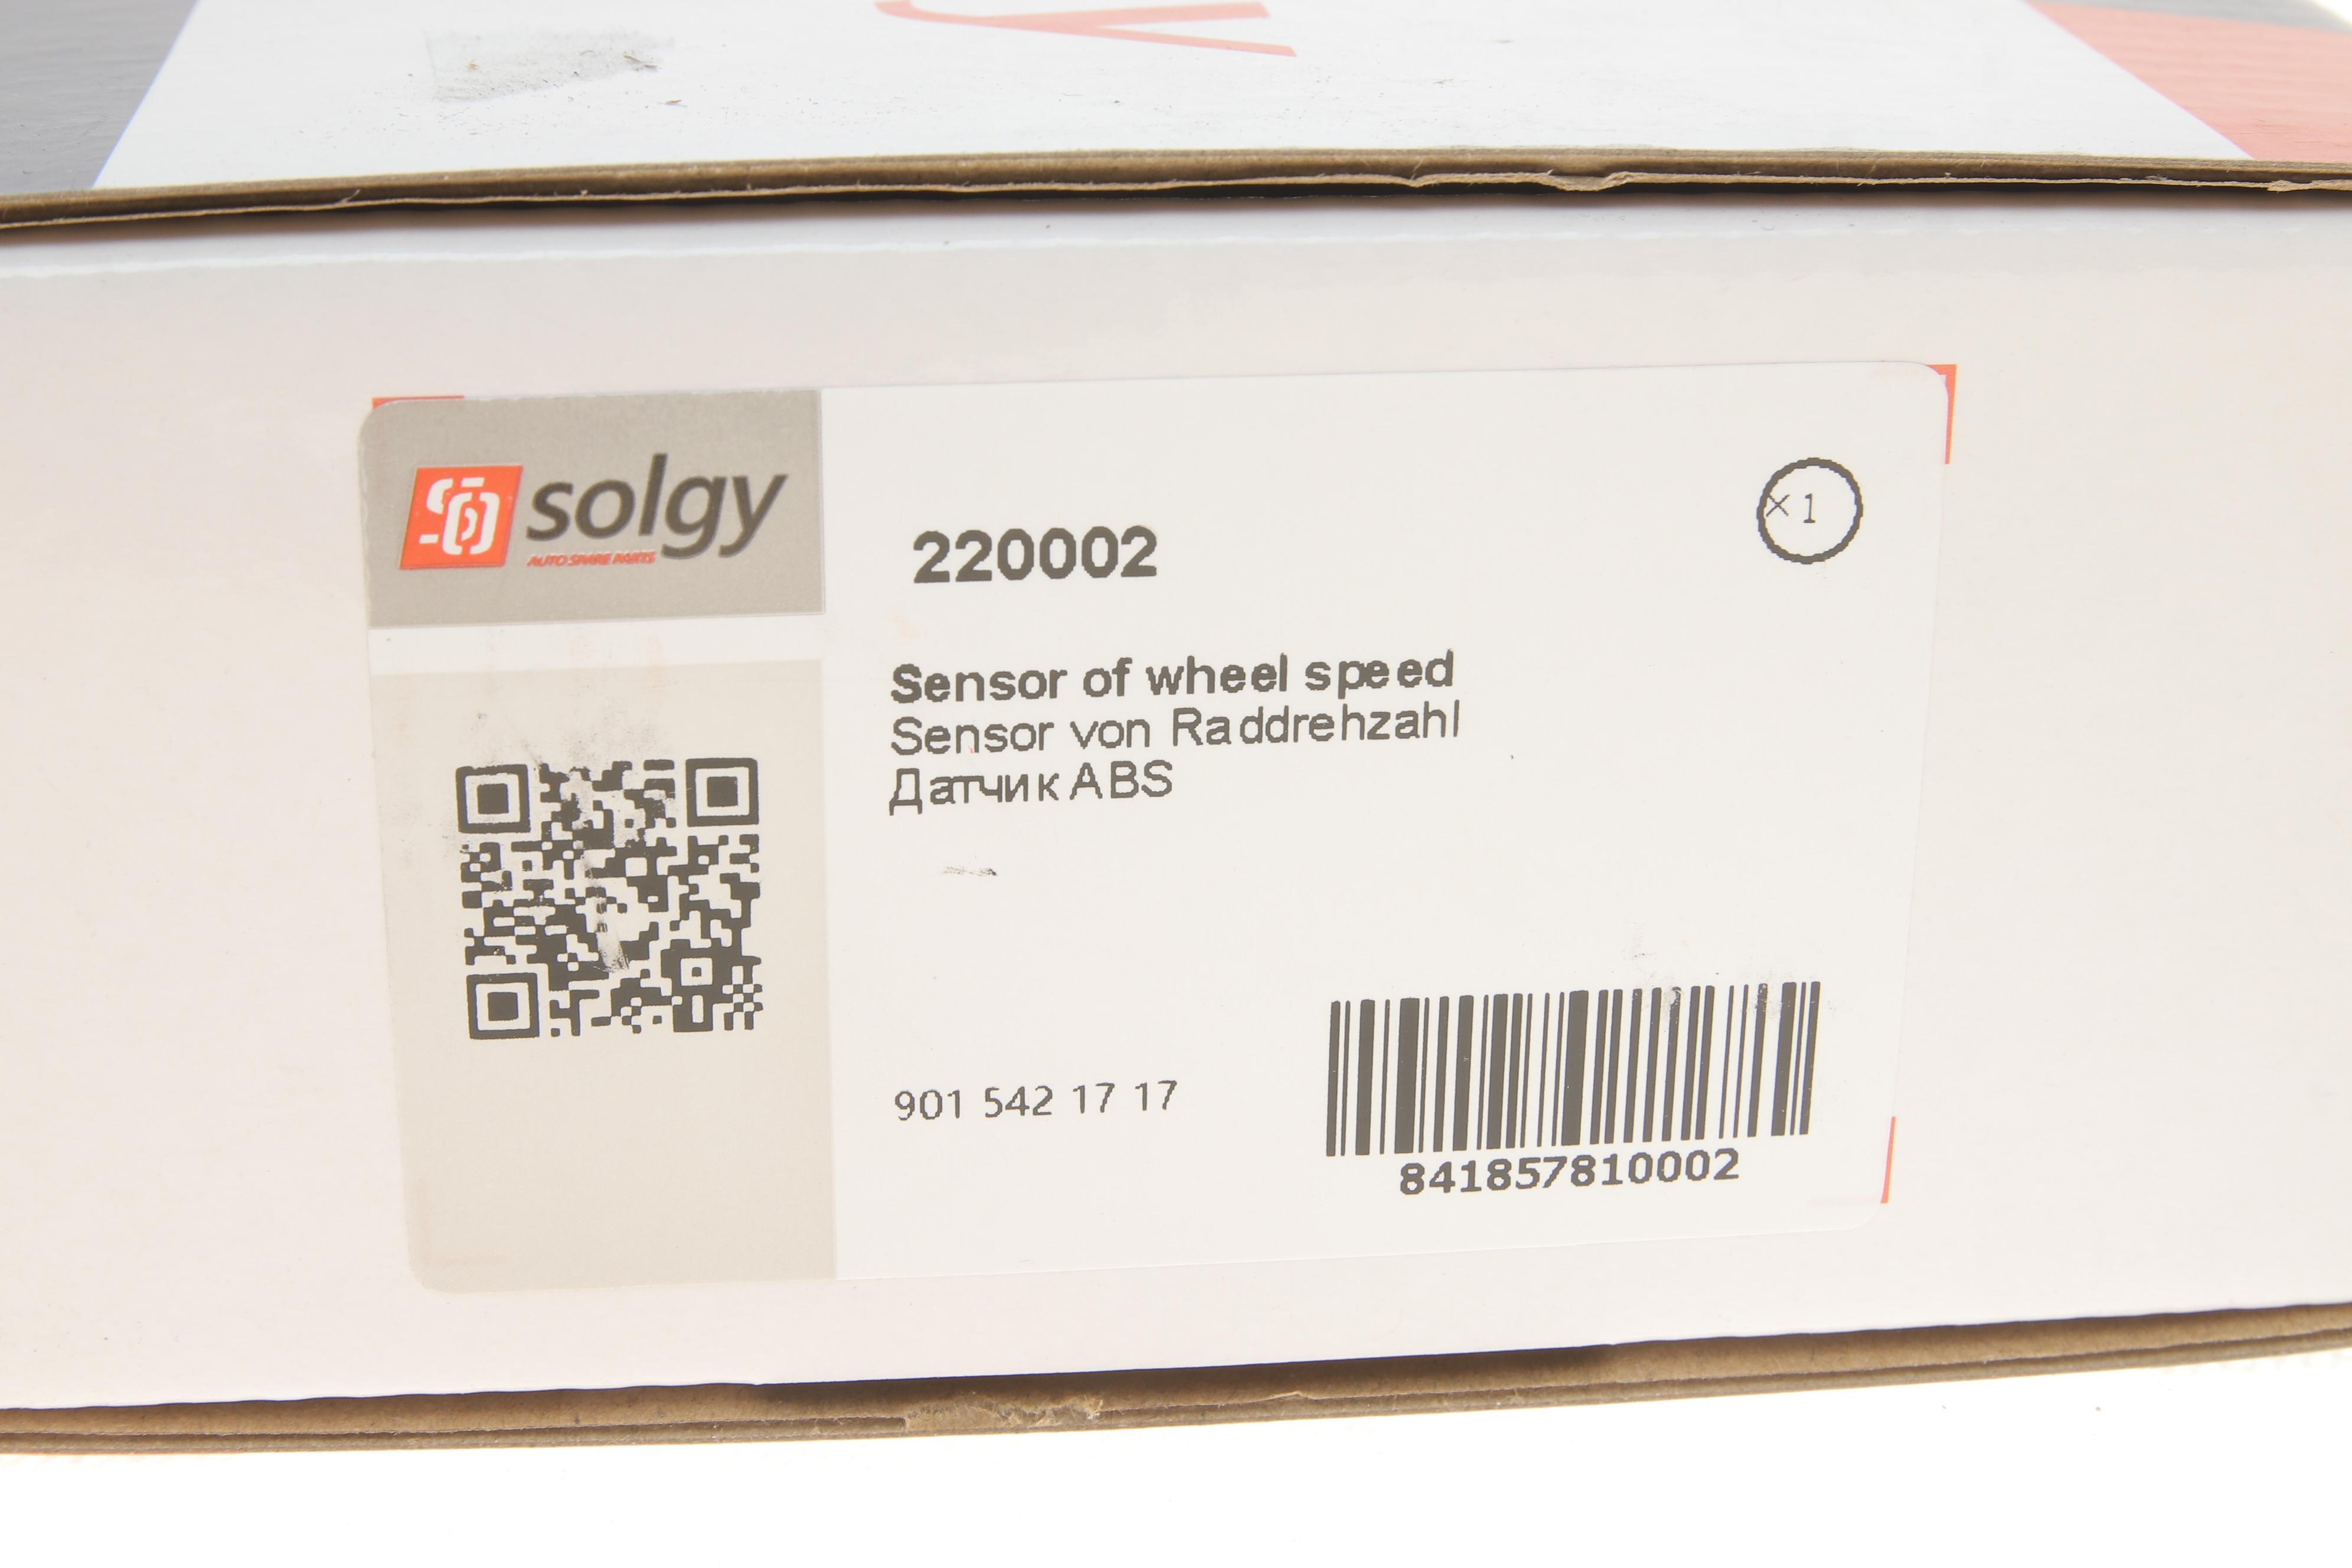 y
solgy
AUTO SPARE PARTS
220002
×1
Sensor of wheel speed
Sensor von Raddrehzahl
Датчик ABS
901 542 17 17
841857810002